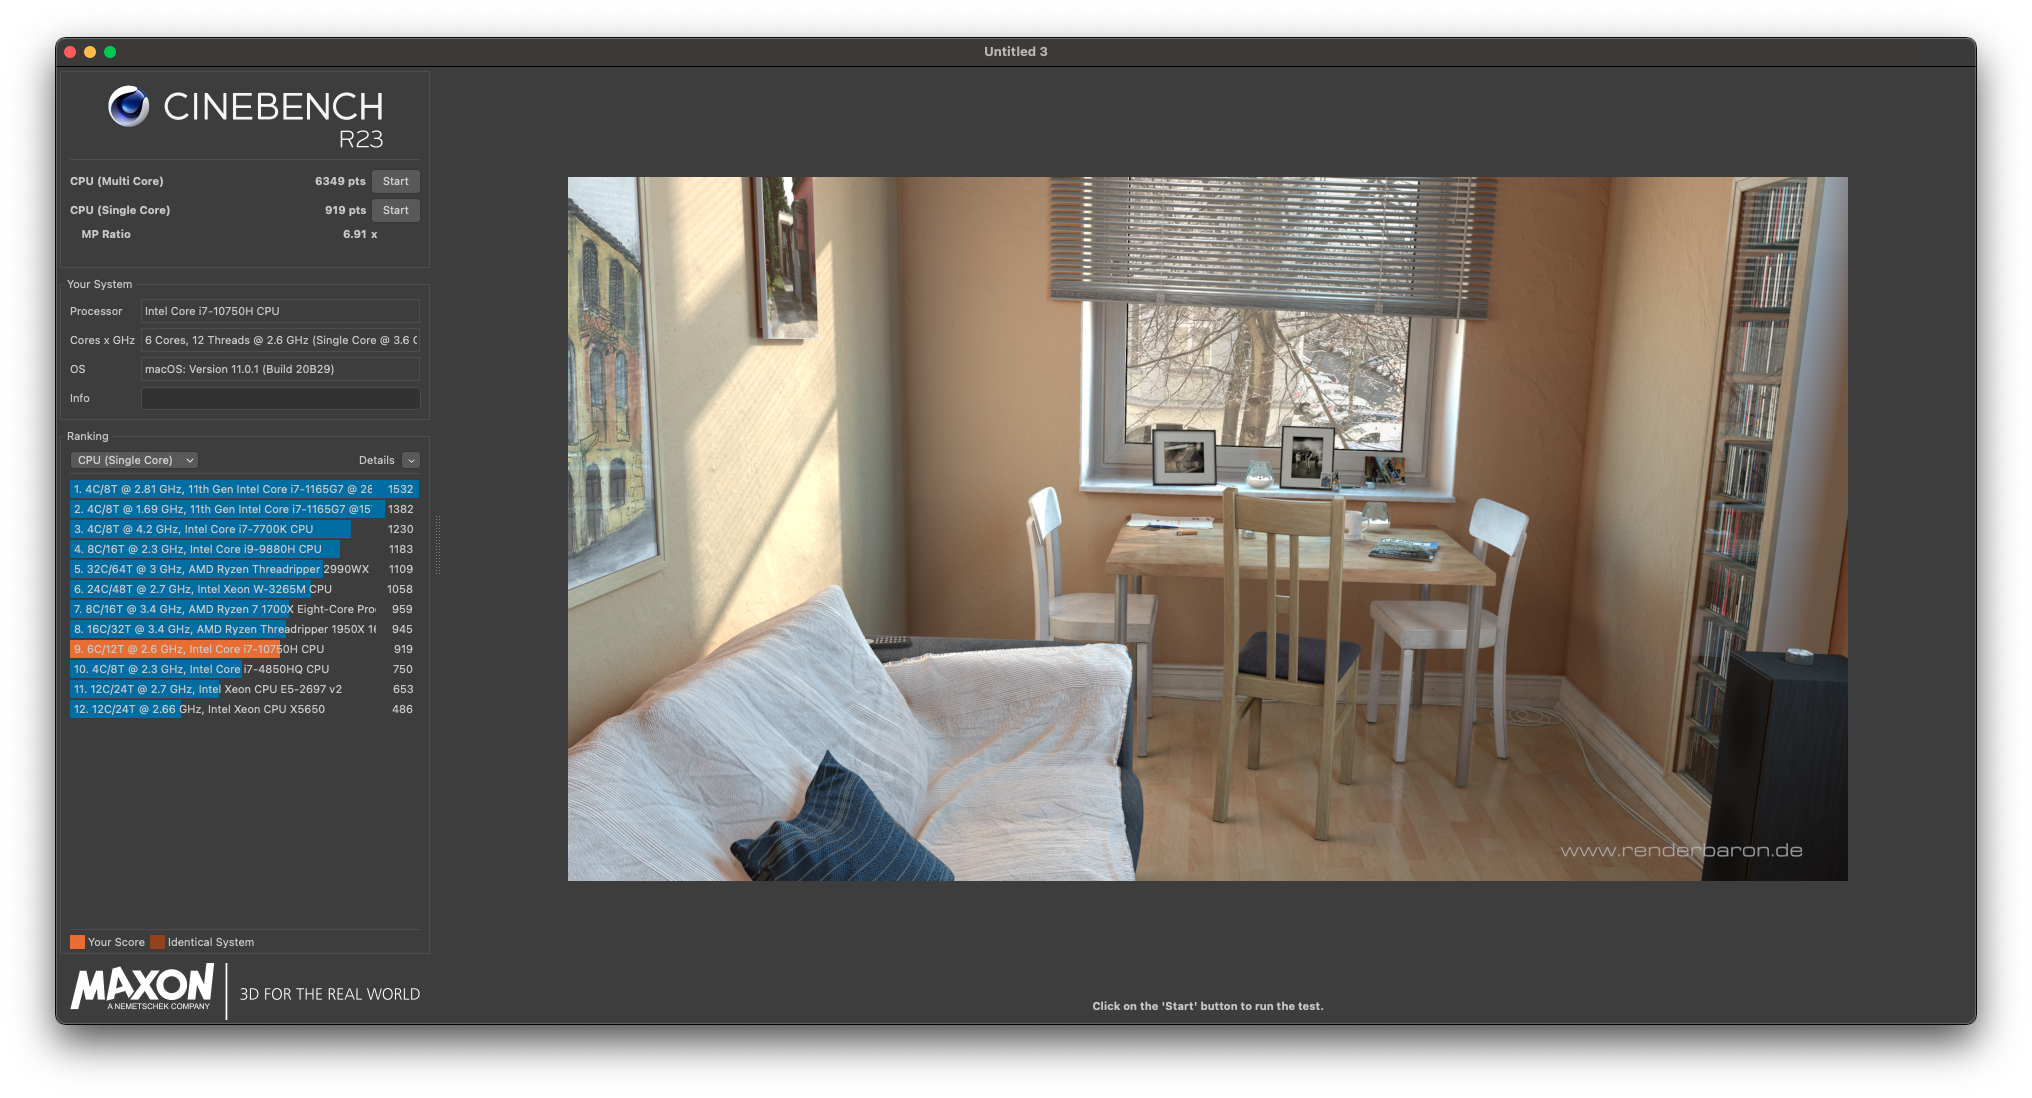 Untitled 3
CINEBENCH
R23
CPU (Multi Core) 6349 pts Start
CPU (Single Core) 919 pts Start
MP Ratio 6.91 x
Your System
Processor Intel Core i7-10750H CPU
Cores x GHz 6 Cores, 12 Threads @ 2.6 GHz (Single Core @ 3.6
OS macOS: Version 11.0.1 (Build 20B29)
Info
Ranking
CPU (Single Core) Details
1. 4C/8T @ 2.81 GHz, 11th Gen Intel Core i7-1165G7 @ 28 1532
2. 4C/8T @ 1.69 GHz, 11th Gen Intel Core i7-1165G7 @15 1382
3. 4C/8T @ 4.2 GHz, Intel Core i7-7700K CPU 1230
4. 8C/16T @ 2.3 GHz, Intel Core i9-9880H CPU 1183
5. 32C/64T @ 3 GHz, AMD Ryzen Threadripper 2990WX 1109
6. 24C/48T @ 2.7 GHz, Intel Xeon W-3265M CPU 1058
7. 8C/16T @ 3.4 GHz, AMD Ryzen 7 1700X Eight-Core Pro 959
8. 16C/32T @ 3.4 GHz, AMD Ryzen Threadripper 1950X 945
9. 6C/12T @ 2.6 GHz, Intel Core i7-10750H CPU 919
10. 4C/8T @ 2.3 GHz, Intel Core i7-4850HQ CPU 750
11. 12C/24T @ 2.7 GHz, Intel Xeon CPU E5-2697 v2 653
12. 12C/24T @ 2.66 GHz, Intel Xeon CPU X5650 486
Your Score Identical System
MAXON
A NEMETSCHEK COMPANY
3D FOR THE REAL WORLD
www.renderbaron.de
Click on the 'Start' button to run the test.